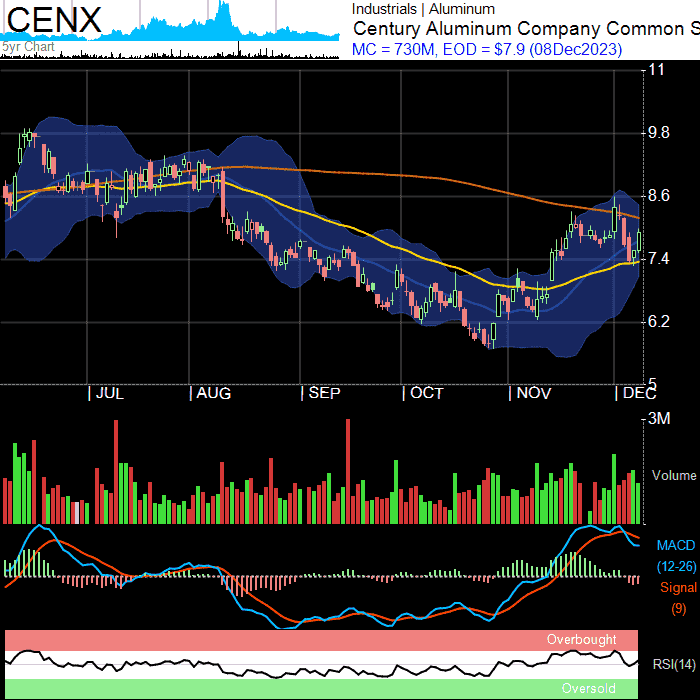 CENX
5yr Chart
Industrials | Aluminum
Century Aluminum Company Common S
MC = 730M, EOD = $7.9 (08Dec2023)
11
9.8
8.6
7.4
6.2
5
| JUL | AUG | SEP | OCT | NOV | DEC
3M
Volume
MACD
(12-26)
Signal
(9)
Overbought
RSI(14)
Oversold